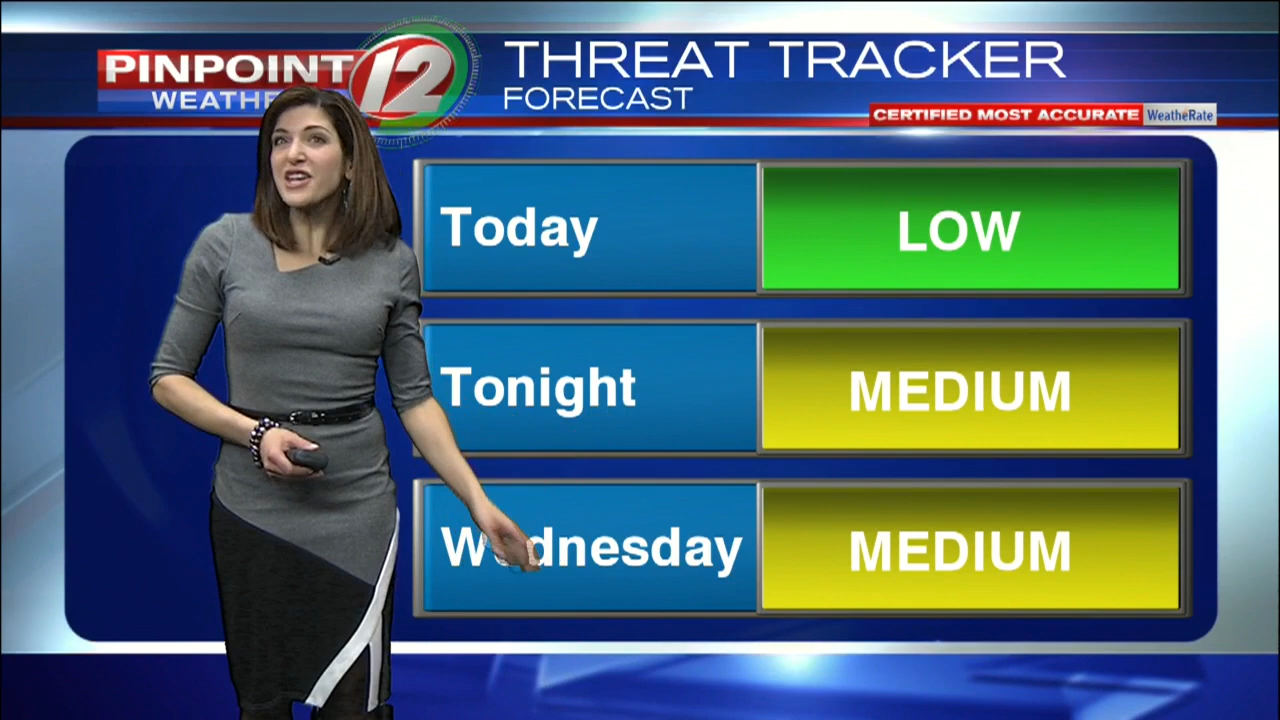 PINPOINT
WEATHE
12
THREAT TRACKER
FORECAST
CERTIFIED MOST ACCURATE WeatheRate
Today LOW
Tonight MEDIUM
Wednesday MEDIUM